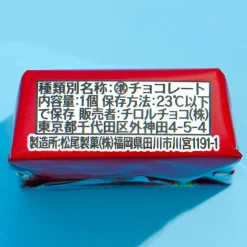 種類別名称:㊝チョコレート
内容量:1個 保存方法:23℃以下
で保存 販売者:チロルチョコ(株)
東京都千代田区外神田4-5-4
製造所:松尾製菓(株)福岡県田川市川宮1191-1